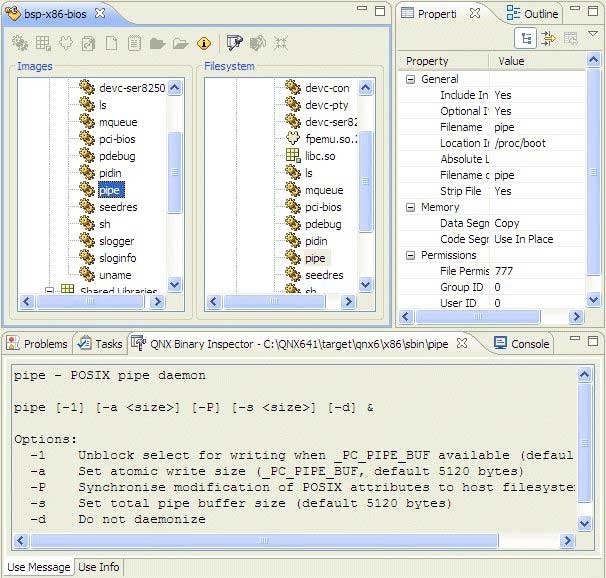 bsp-x86-bios
Images
devc-ser8250
ls
mqueue
pci-bios
pdebug
pidin
pipe
seedres
sh
slogger
sloginfo
uname
Shared Libraries
Filesystem
devc-con
devc-pty
devc-ser82
fpemu.so.2
libc.so
ls
mqueue
pci-bios
pdebug
pidin
pipe
seedres
sh
Properti
Outline
Property Value
General
Include In Yes
Optional I Yes
Filename pipe
Location I /proc/boot
Absolute L
Filename o pipe
Strip File Yes
Memory
Data Segr Copy
Code Segr Use In Place
Permissions
File Permis 777
Group ID 0
User ID 0
Problems
Tasks
QNX Binary Inspector - C:\QNX641\target\qnx6\x86\sbin\pipe
Console
pipe - POSIX pipe daemon
pipe [-1] [-a <size>] [-P] [-s <size>] [-d] &
Options:
-1 Unblock select for writing when _PC_PIPE_BUF available (defaul
-a Set atomic write size (_PC_PIPE_BUF, default 5120 bytes)
-P Synchronise modification of POSIX attributes to host filesystem
-s Set total pipe buffer size (default 5120 bytes)
-d Do not daemonize
Use Message Use Info